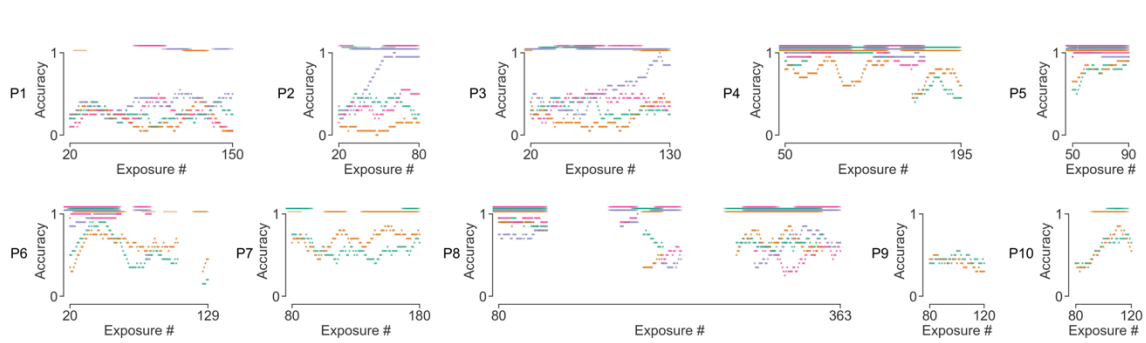 P1
Accuracy
1
0
20
150
Exposure #
P2
Accuracy
1
0
20
80
Exposure #
P3
Accuracy
1
0
20
130
Exposure #
P4
Accuracy
1
0
50
195
Exposure #
P5
Accuracy
1
0
50
90
Exposure #
P6
Accuracy
1
0
20
129
Exposure #
P7
Accuracy
1
0
80
180
Exposure #
P8
Accuracy
1
0
80
363
Exposure #
P9
Accuracy
1
0
80
120
Exposure #
P10
Accuracy
1
0
80
120
Exposure #